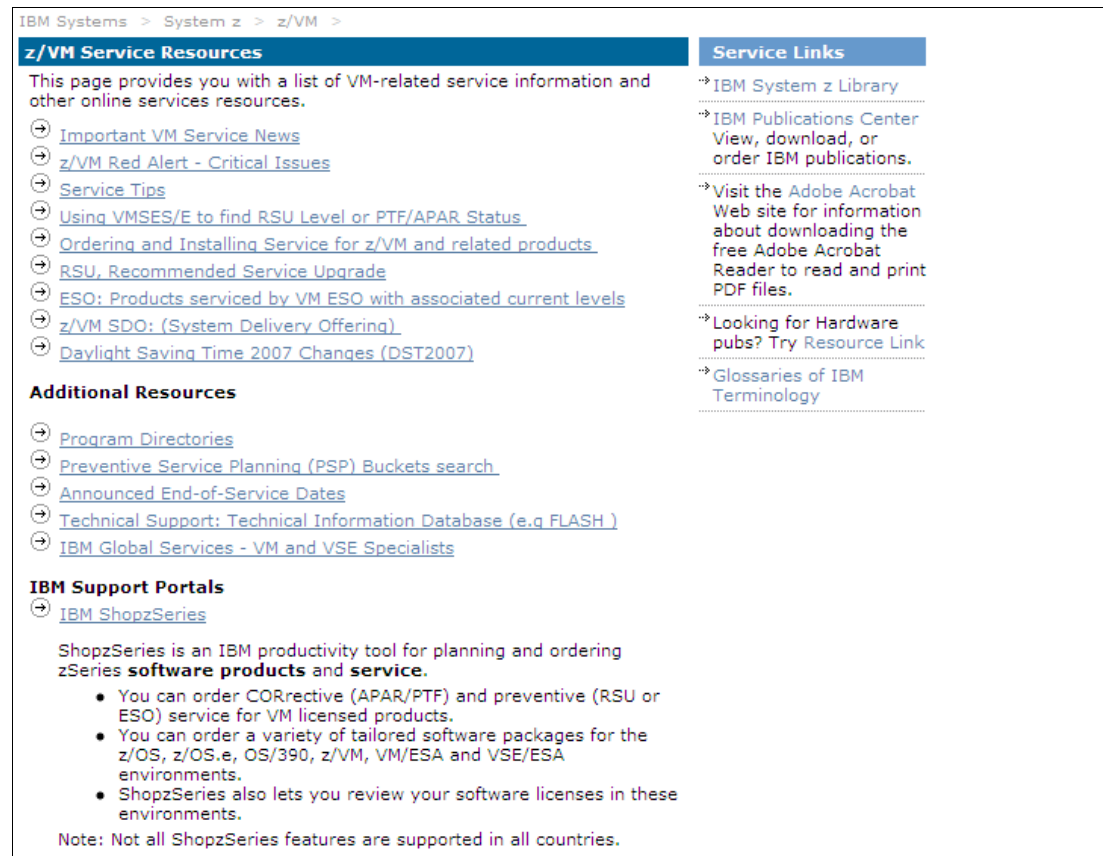 IBM Systems > System z > z/VM >
z/VM Service Resources
This page provides you with a list of VM-related service information and
other online services resources.
Important VM Service News
z/VM Red Alert - Critical Issues
Service Tips
Using VMSES/E to find RSU Level or PTF/APAR Status
Ordering and Installing Service for z/VM and related products
RSU, Recommended Service Upgrade
ESO: Products serviced by VM ESO with associated current levels
z/VM SDO: (System Delivery Offering)
Daylight Saving Time 2007 Changes (DST2007)
Additional Resources
Program Directories
Preventive Service Planning (PSP) Buckets search
Announced End-of-Service Dates
Technical Support: Technical Information Database (e.g FLASH )
IBM Global Services - VM and VSE Specialists
IBM Support Portals
IBM ShopzSeries
ShopzSeries is an IBM productivity tool for planning and ordering
zSeries software products and service.
• You can order CORrective (APAR/PTF) and preventive (RSU or
ESO) service for VM licensed products.
• You can order a variety of tailored software packages for the
z/OS, z/OS.e, OS/390, z/VM, VM/ESA and VSE/ESA
environments.
• ShopzSeries also lets you review your software licenses in these
environments.
Note: Not all ShopzSeries features are supported in all countries.
Service Links
IBM System z Library
IBM Publications Center
View, download, or
order IBM publications.
Visit the Adobe Acrobat
Web site for information
about downloading the
free Adobe Acrobat
Reader to read and print
PDF files.
Looking for Hardware
pubs? Try Resource Link
Glossaries of IBM
Terminology